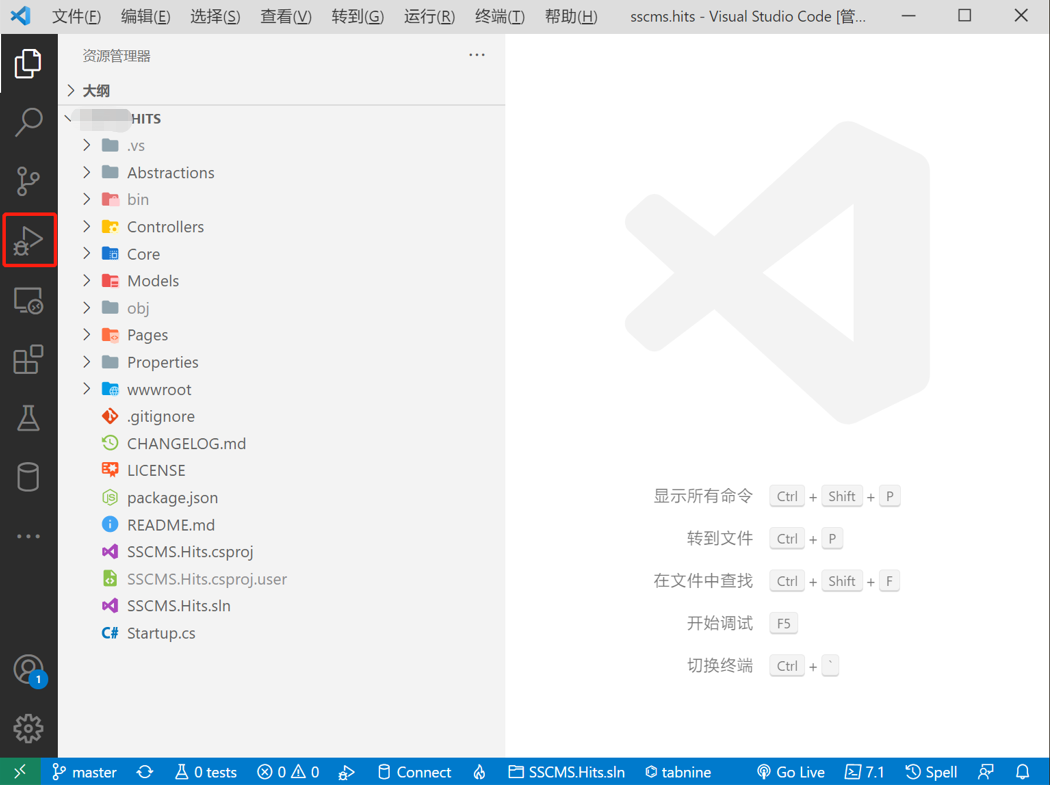 文件(F) 编辑(E) 选择(S) 查看(V) 转到(G) 运行(R) 终端(T) 帮助(H) sscms.hits - Visual Studio Code [管...
资源管理器
大纲
HITS
.vs
Abstractions
bin
Controllers
Core
Models
obj
Pages
Properties
wwwroot
.gitignore
CHANGELOG.md
LICENSE
package.json
README.md
SSCMS.Hits.csproj
SSCMS.Hits.csproj.user
SSCMS.Hits.sln
C# Startup.cs
显示所有命令 Ctrl + Shift + P
转到文件 Ctrl + P
在文件中查找 Ctrl + Shift + F
开始调试 F5
切换终端 Ctrl + `
1
master 0 tests 0 0 Connect SSCMS.Hits.sln tabnine Go Live 7.1 Spell